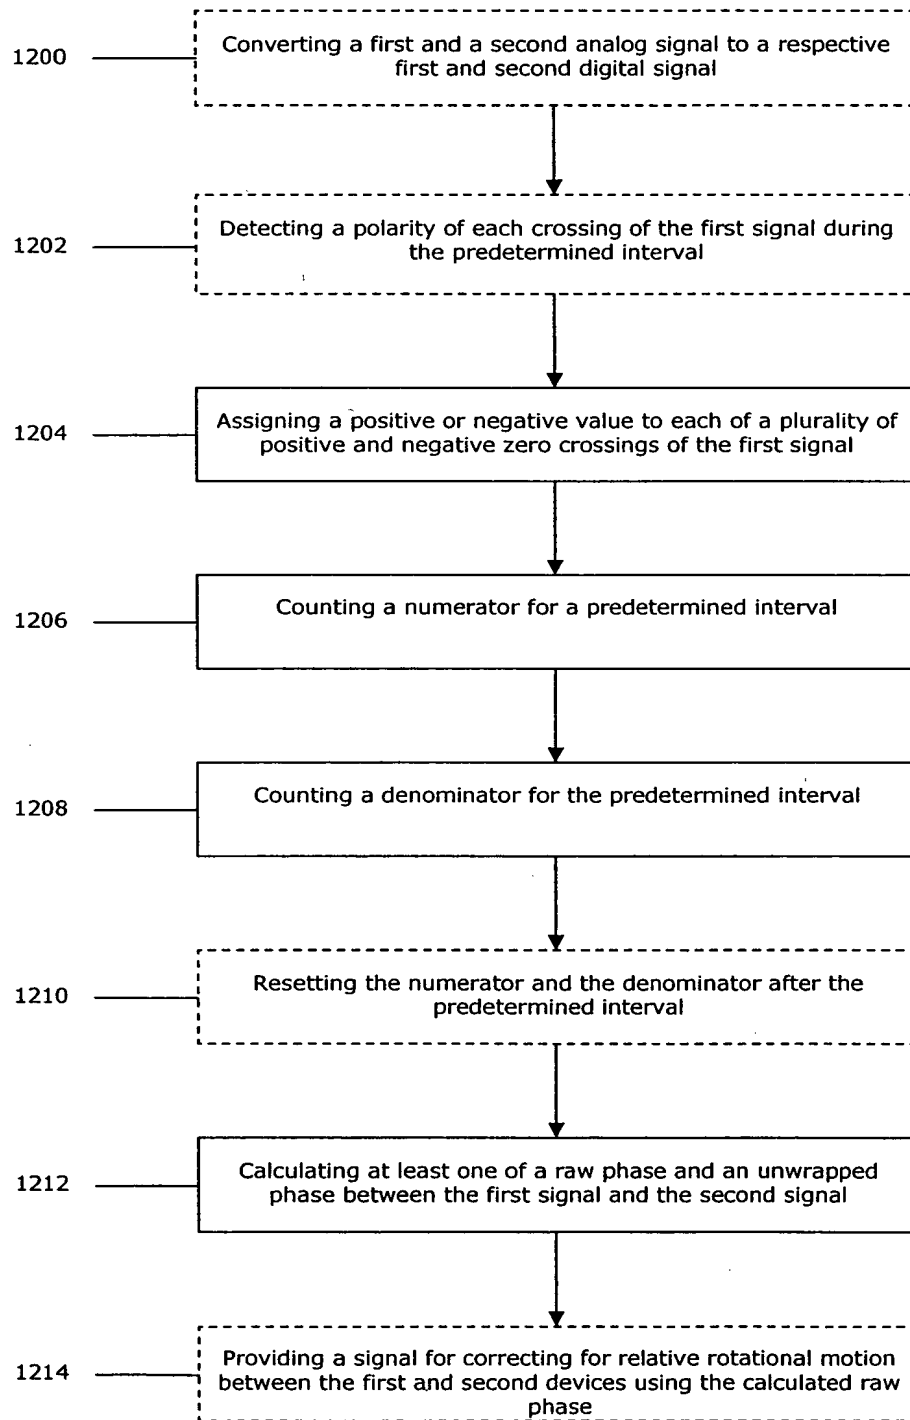 1200
Converting a first and a second analog signal to a respective
first and second digital signal
1202
Detecting a polarity of each crossing of the first signal during
the predetermined interval
1204
Assigning a positive or negative value to each of a plurality of
positive and negative zero crossings of the first signal
1206
Counting a numerator for a predetermined interval
1208
Counting a denominator for the predetermined interval
1210
Resetting the numerator and the denominator after the
predetermined interval
1212
Calculating at least one of a raw phase and an unwrapped
phase between the first signal and the second signal
1214
Providing a signal for correcting for relative rotational motion
between the first and second devices using the calculated raw
phase